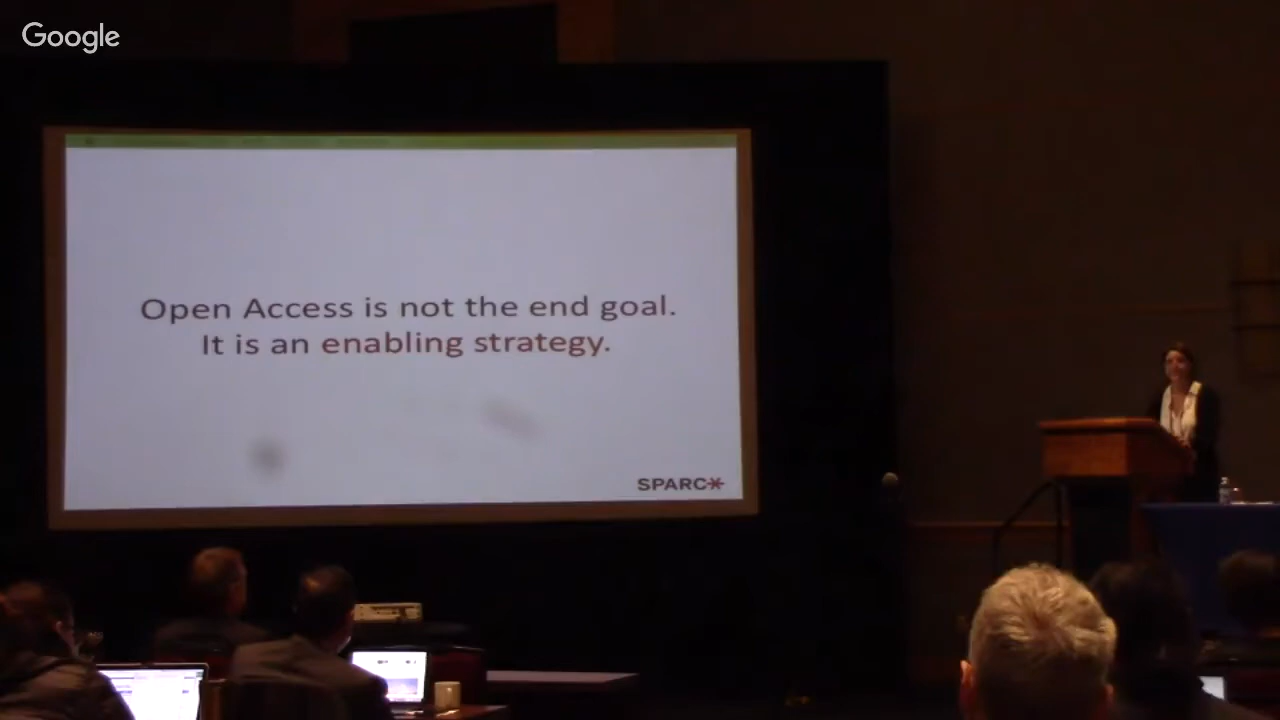 Google
Open Access is not the end goal.
It is an enabling strategy.
SPARC